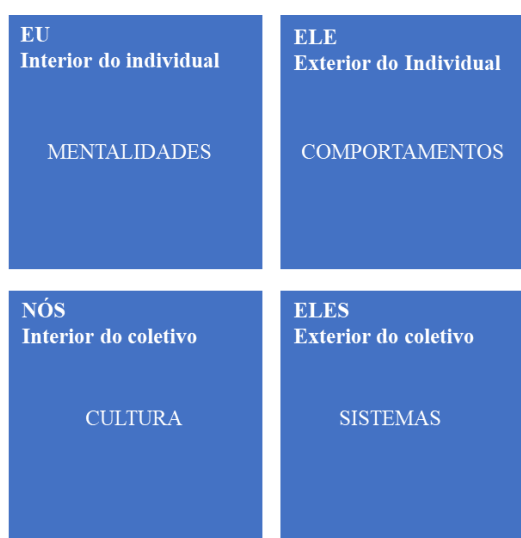 EU
Interior do individual
MENTALIDADES
ELE
Exterior do Individual
COMPORTAMENTOS
NÓS
Interior do coletivo
CULTURA
ELES
Exterior do coletivo
SISTEMAS